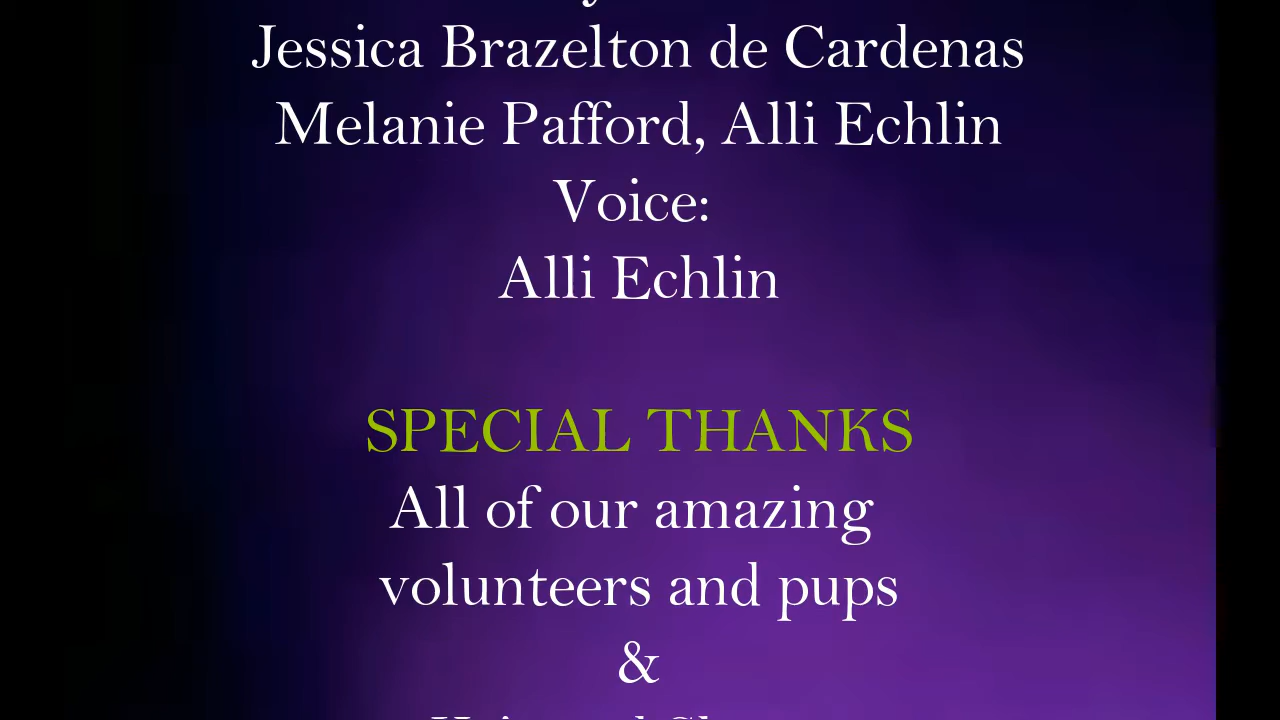 Jessica Brazelton de Cardenas
Melanie Pafford, Alli Echlin
Voice:
Alli Echlin
SPECIAL THANKS
All of our amazing
volunteers and pups
&